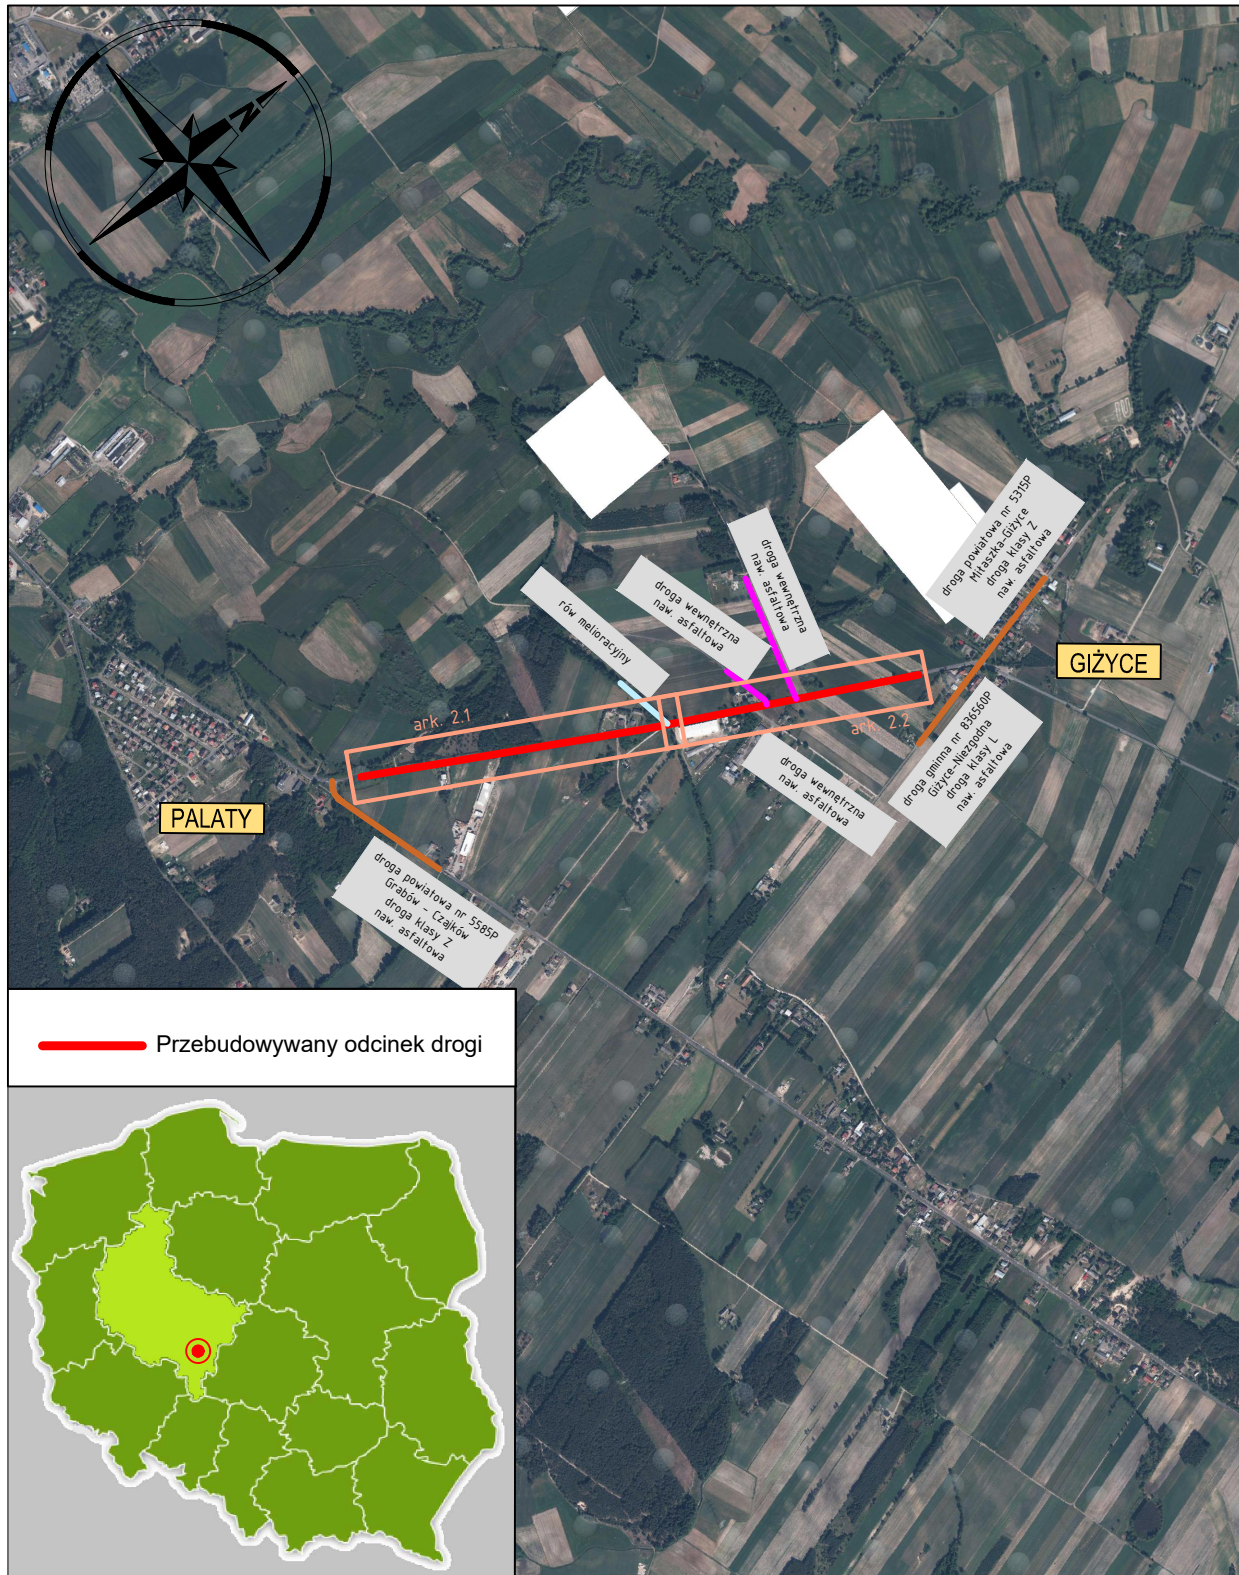 N
droga powiatowa nr 5315P
Mitaszka-Giżyce
droga klasy Z
naw. asfaltowa
droga wewnętrzna
naw. asfaltowa
droga wewnętrzna
naw. asfaltowa
rów melioracyjny
GIŻYCE
ark. 2.1
ark. 2.2
droga gminna nr 836560P
Giżyce-Niezgodna
droga klasy L
naw. asfaltowa
droga wewnętrzna
naw. asfaltowa
PALATY
droga powiatowa nr 5585P
Grabów - Czajków
droga klasy Z
naw. asfaltowa
Przebudowywany odcinek drogi